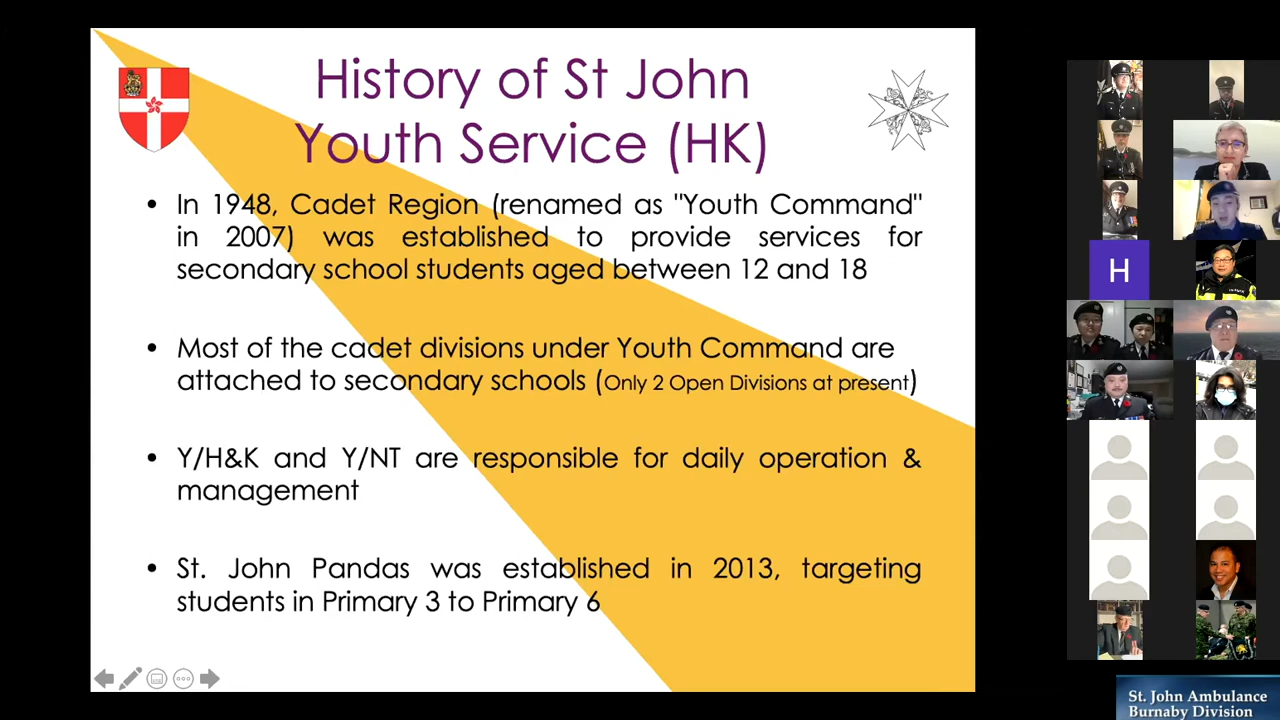 History of St John
Youth Service (HK)
• In 1948, Cadet Region (renamed as "Youth Command"
in 2007) was established to provide services for
secondary school students aged between 12 and 18
• Most of the cadet divisions under Youth Command are
attached to secondary schools (Only 2 Open Divisions at present)
• Y/H&K and Y/NT are responsible for daily operation &
management
• St. John Pandas was established in 2013, targeting
students in Primary 3 to Primary 6
H
St. John Ambulance
Burnaby Division